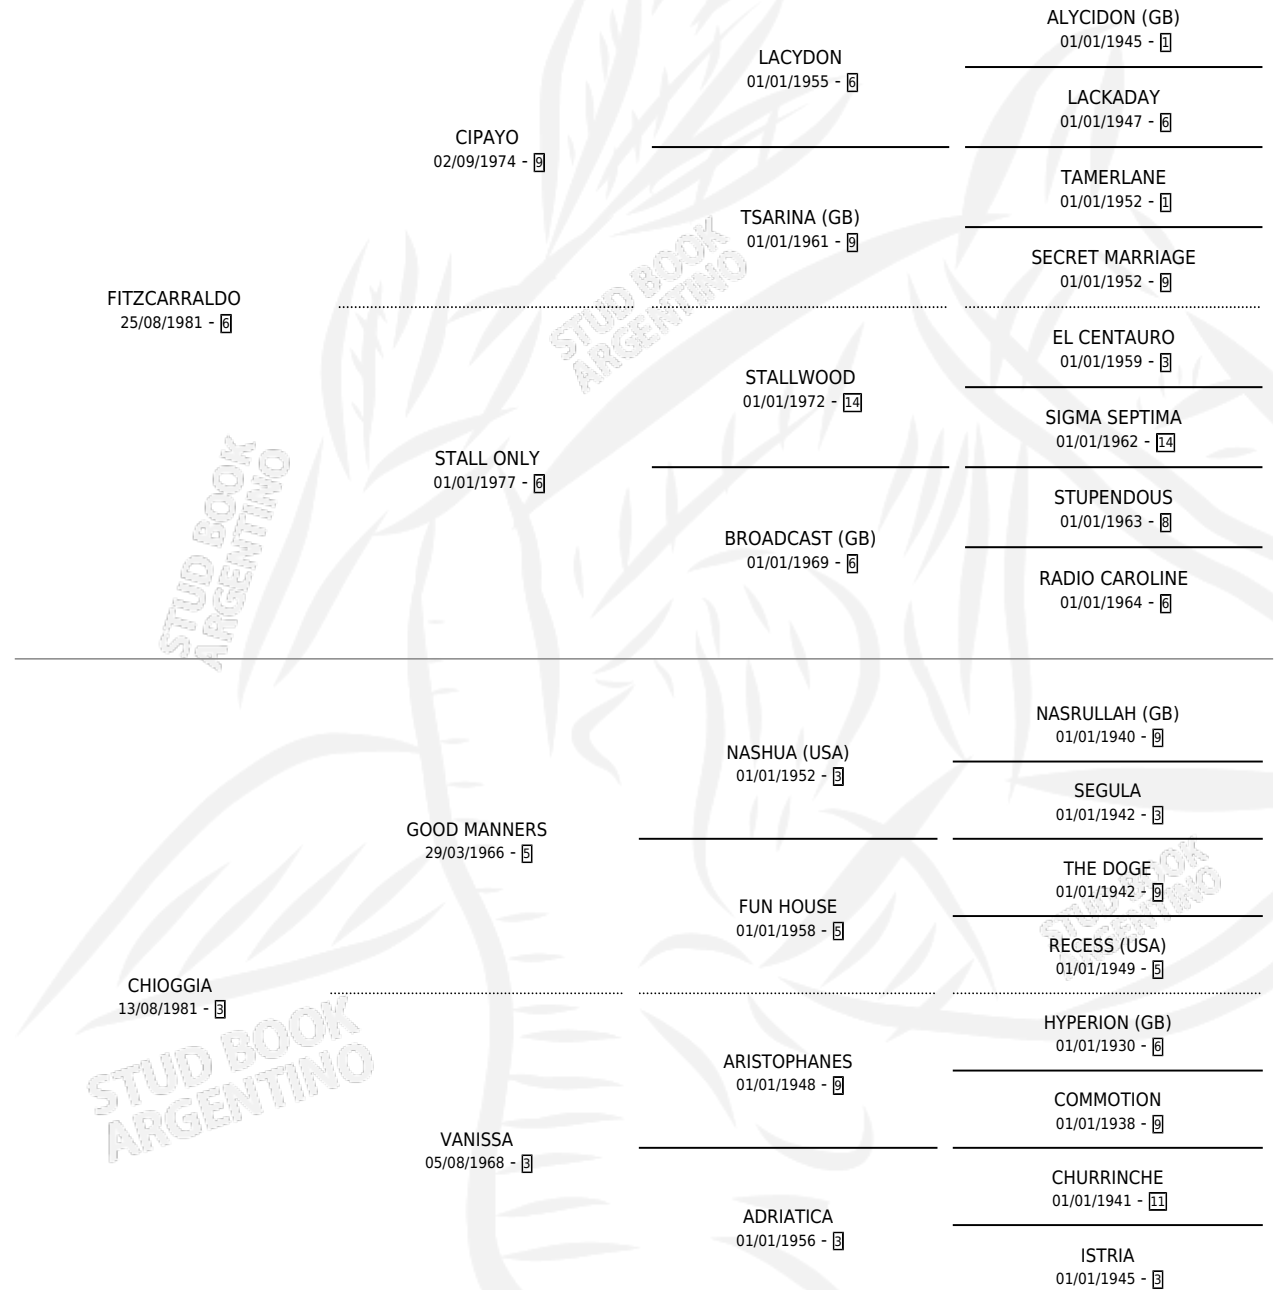 ALYCIDON (GB)
01/01/1945 - 1
LACYDON
01/01/1955 - 6
LACKADAY
01/01/1947 - 6
CIPAYO
02/09/1974 - 9
TAMERLANE
01/01/1952 - 1
TSARINA (GB)
01/01/1961 - 9
SECRET MARRIAGE
01/01/1952 - 9
FITZCARRALDO
25/08/1981 - 6
EL CENTAURO
01/01/1959 - 3
STALLWOOD
01/01/1972 - 14
SIGMA SEPTIMA
01/01/1962 - 14
STALL ONLY
01/01/1977 - 6
STUPENDOUS
01/01/1963 - 8
BROADCAST (GB)
01/01/1969 - 6
RADIO CAROLINE
01/01/1964 - 6
STUD BOOK
ARGENTINO
STUD BOOK
ARGENTINO
NASRULLAH (GB)
01/01/1940 - 9
NASHUA (USA)
01/01/1952 - 3
SEGULA
01/01/1942 - 3
GOOD MANNERS
29/03/1966 - 5
THE DOGE
01/01/1942 - 9
FUN HOUSE
01/01/1958 - 5
RECESS (USA)
01/01/1949 - 5
STUD BOOK
ARGENTINO
CHIOGGIA
13/08/1981 - 3
HYPERION (GB)
01/01/1930 - 6
ARISTOPHANES
01/01/1948 - 9
COMMOTION
01/01/1938 - 9
VANISSA
05/08/1968 - 3
CHURRINCHE
01/01/1941 - 11
ADRIATICA
01/01/1956 - 3
ISTRIA
01/01/1945 - 3
STUD BOOK
ARGENTINO